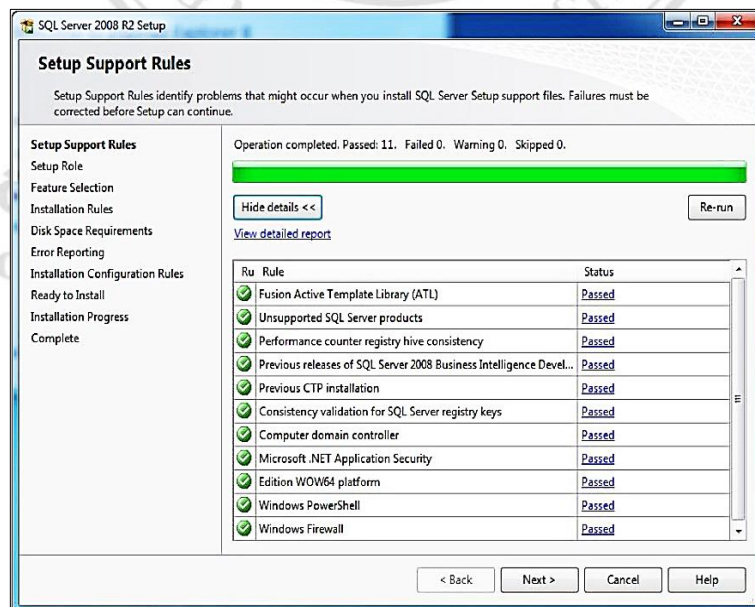 SQL Server 2008 R2 Setup
Setup Support Rules
Setup Support Rules identify problems that might occur when you install SQL Server Setup support files. Failures must be
corrected before Setup can continue.
Setup Support Rules
Setup Role
Feature Selection
Installation Rules
Disk Space Requirements
Error Reporting
Installation Configuration Rules
Ready to Install
Installation Progress
Complete
Operation completed. Passed: 11. Failed 0. Warning 0. Skipped 0.
Hide details <<
Re-run
View detailed report
Ru Rule Status
Fusion Active Template Library (ATL) Passed
Unsupported SQL Server products Passed
Performance counter registry hive consistency Passed
Previous releases of SQL Server 2008 Business Intelligence Devel... Passed
Previous CTP installation Passed
Consistency validation for SQL Server registry keys Passed
Computer domain controller Passed
Microsoft .NET Application Security Passed
Edition WOW64 platform Passed
Windows PowerShell Passed
Windows Firewall Passed
< Back Next > Cancel Help